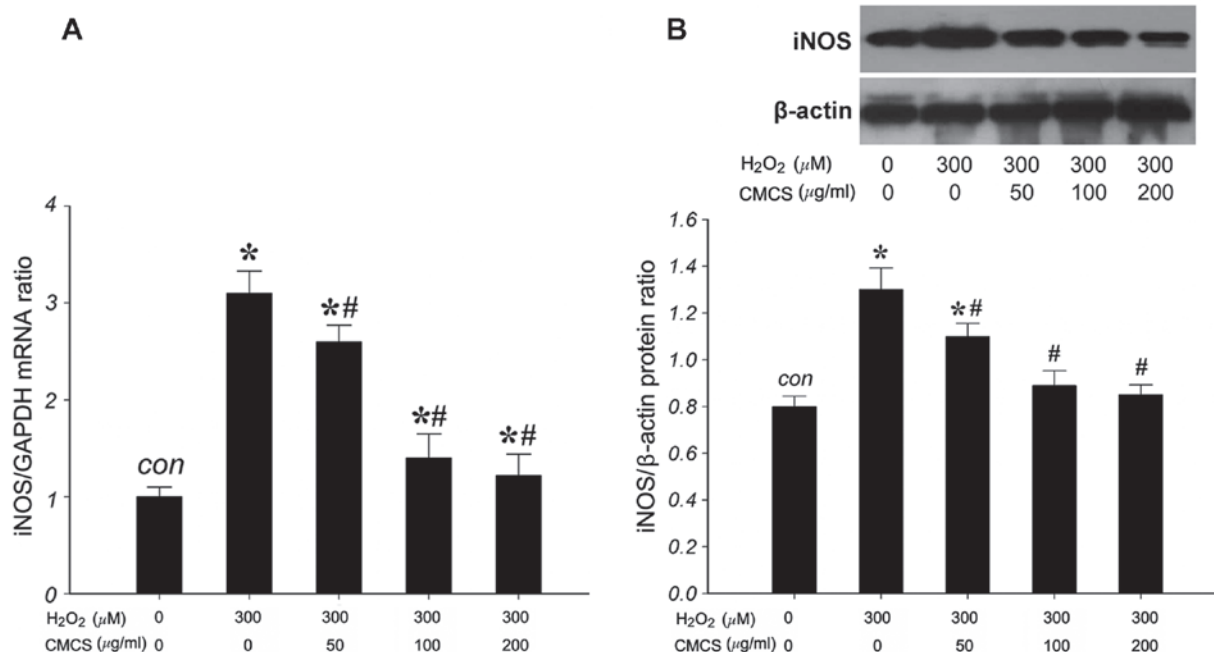 A
iNOS/GAPDH mRNA ratio
4
3
2
1
0
con
*
*#
*#
*#
H2O2 (μM) 0 300 300 300 300
CMCS (μg/ml) 0 0 50 100 200
B
iNOS
β-actin
H2O2 (μM) 0 300 300 300 300
CMCS (μg/ml) 0 0 50 100 200
iNOS/β-actin protein ratio
1.6
1.4
1.2
1.0
0.8
0.6
0.4
0.2
0.0
con
*
*#
#
#
H2O2 (μM) 0 300 300 300 300
CMCS (μg/ml) 0 0 50 100 200